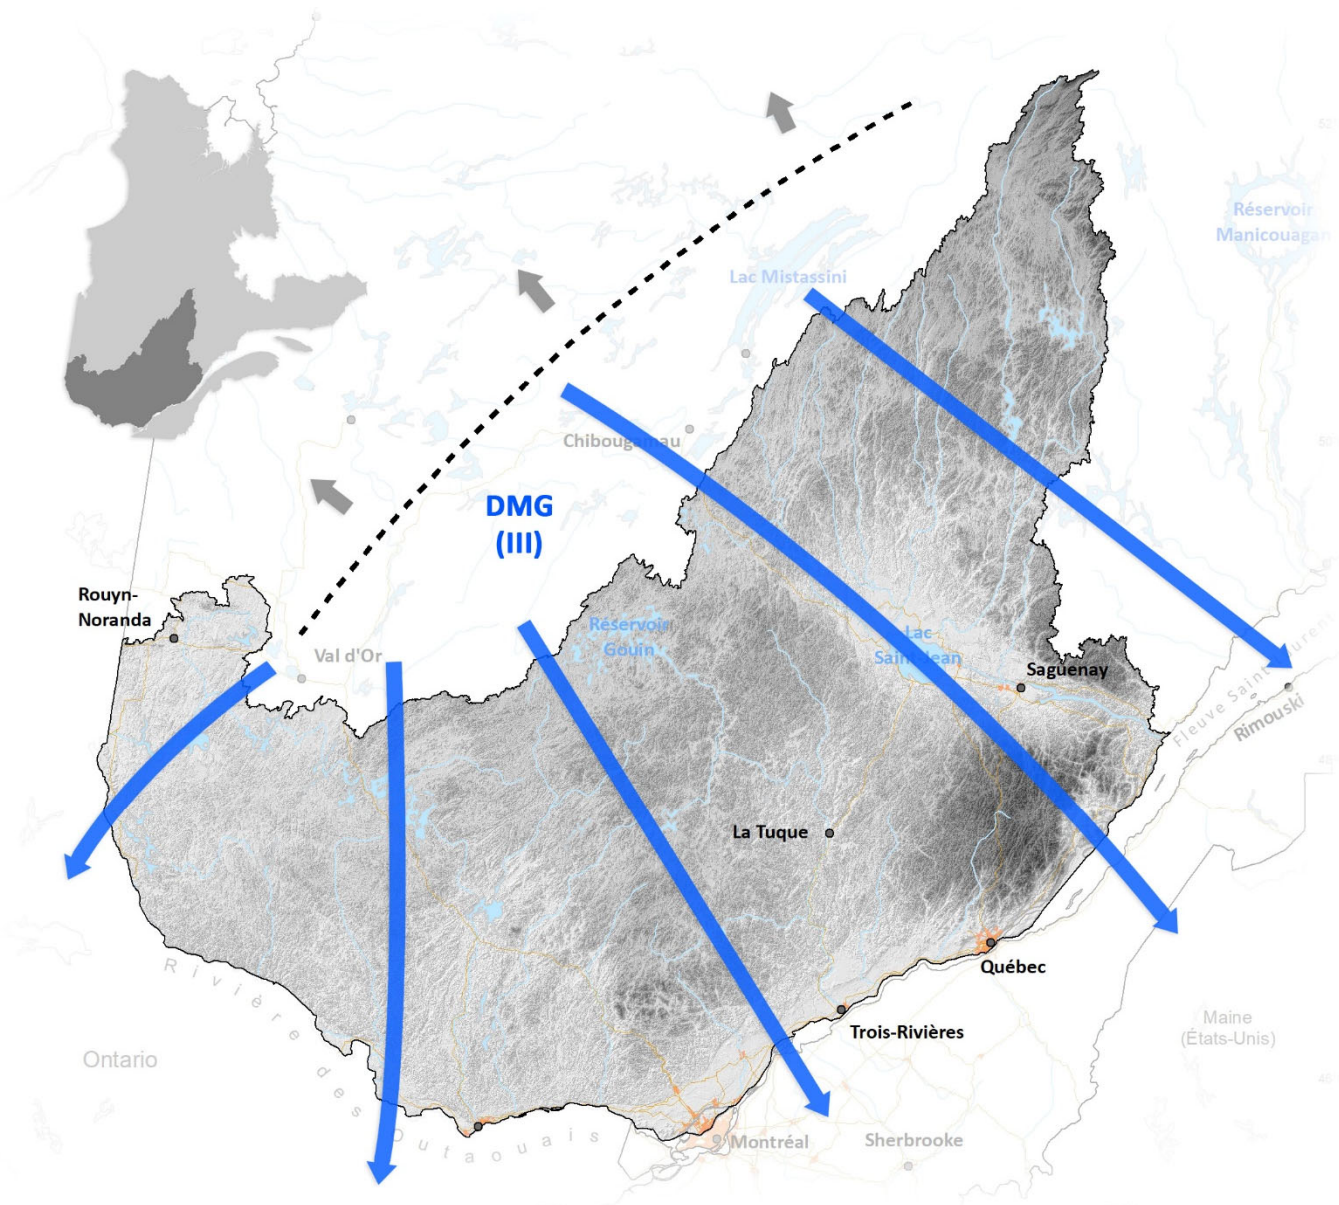 Réservoir
Manicouagan
Lac Mistassini
Chibougamau
DMG
(III)
Rouyn-
Noranda
Val d'Or
Réservoir
Gouin
Lac
Saint-Jean
Saguenay
Fleuve Saint-Laurent
Rimouski
La Tuque
Québec
Trois-Rivières
Maine
(États-Unis)
Ontario
Rivière des Outaouais
Montréal
Sherbrooke